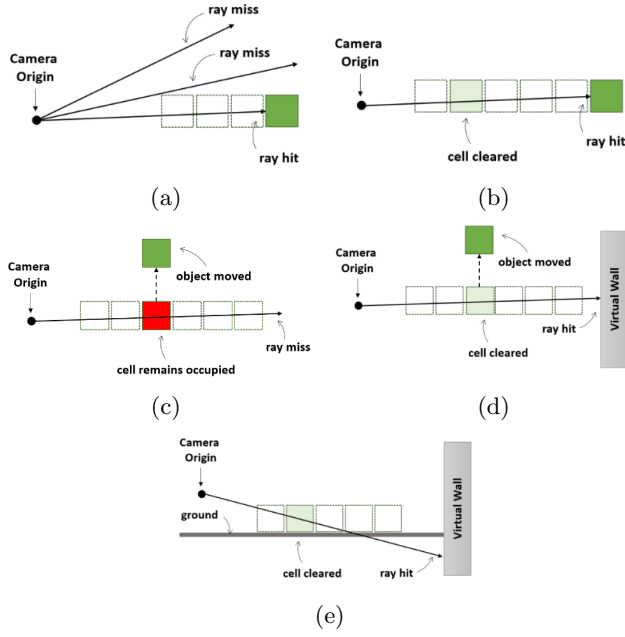 ray miss
ray miss
Camera
Origin
ray hit
(a)
Camera
Origin
ray hit
cell cleared
(b)
Camera
Origin
object moved
ray miss
cell remains occupied
(c)
Camera
Origin
object moved
ray hit
cell cleared
Virtual Wall
(d)
Camera
Origin
ground
cell cleared
ray hit
Virtual Wall
(e)